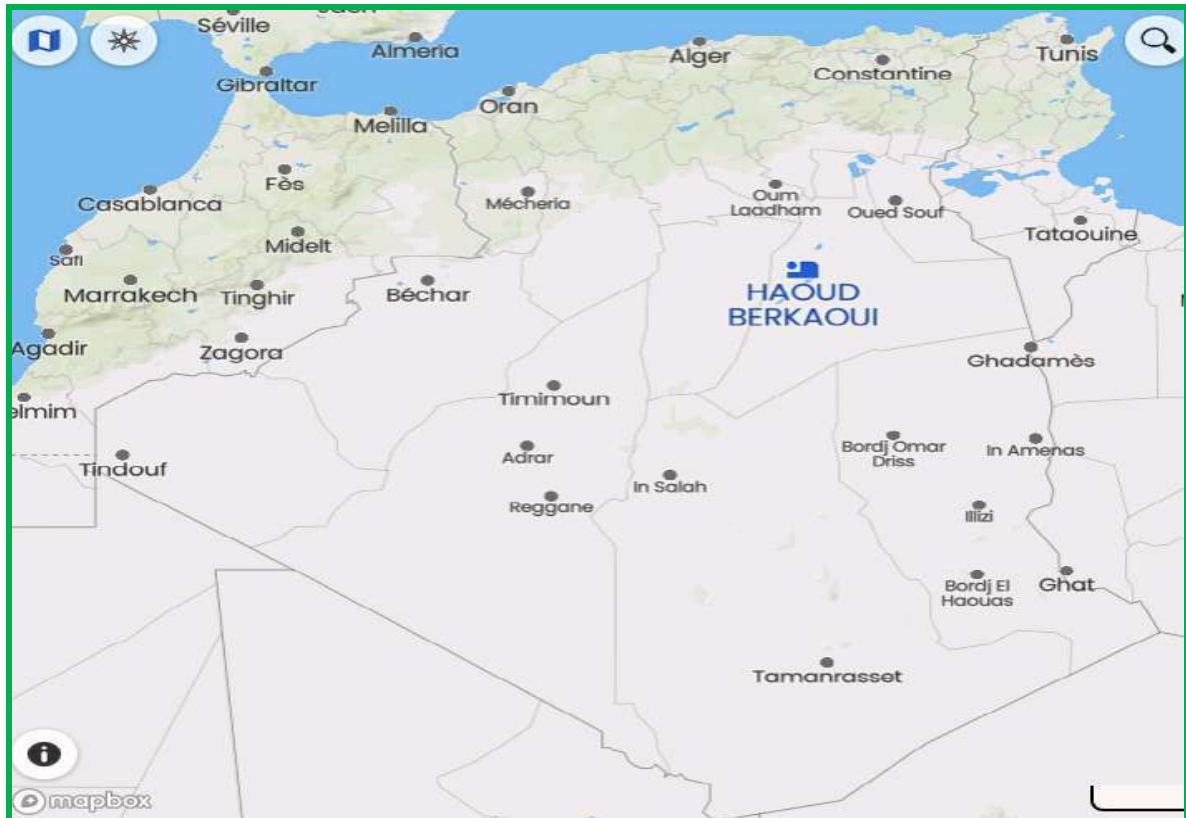 Séville
Almeria
Alger
Tunis
Constantine
Gibraltar
Oran
Melilla
Fès
Mécheria
Oum
Laadham
Oued Souf
Casablanca
Tataouine
Midelt
Safi
HAOUD
BERKAOUI
Marrakech
Tinghir
Béchar
Agadir
Zagora
Ghadamès
Timimoun
elmim
Bordj Omar
Driss
In Amenas
Tindouf
Adrar
In Salah
Reggane
Illizi
Bordj El
Haouas
Ghat
Tamanrasset
mapbox